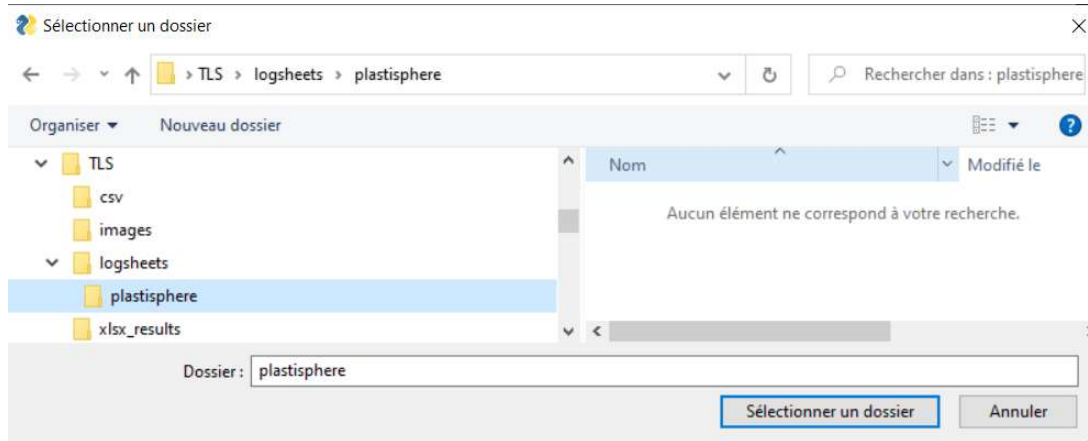 Sélectionner un dossier
> TLS > logsheets > plastisphere
Rechercher dans : plastisphere
Organiser
Nouveau dossier
TLS
csv
images
logsheets
plastisphere
xlsx_results
Nom
Modifié le
Aucun élément ne correspond à votre recherche.
Dossier : plastisphere
Sélectionner un dossier
Annuler